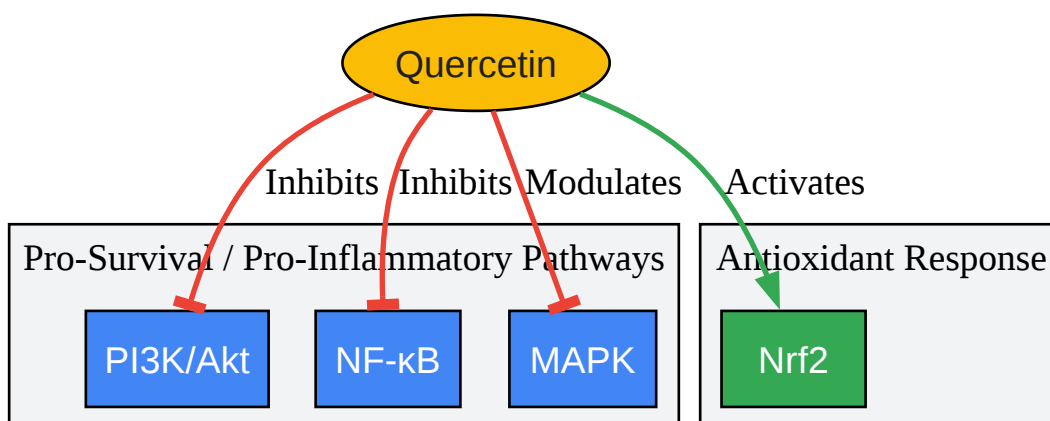 Quercetin
Inhibits Inhibits Modulates Activates
Pro-Survival / Pro-Inflammatory Pathways
Antioxidant Response
PI3K/Akt
NF-κB
MAPK
Nrf2